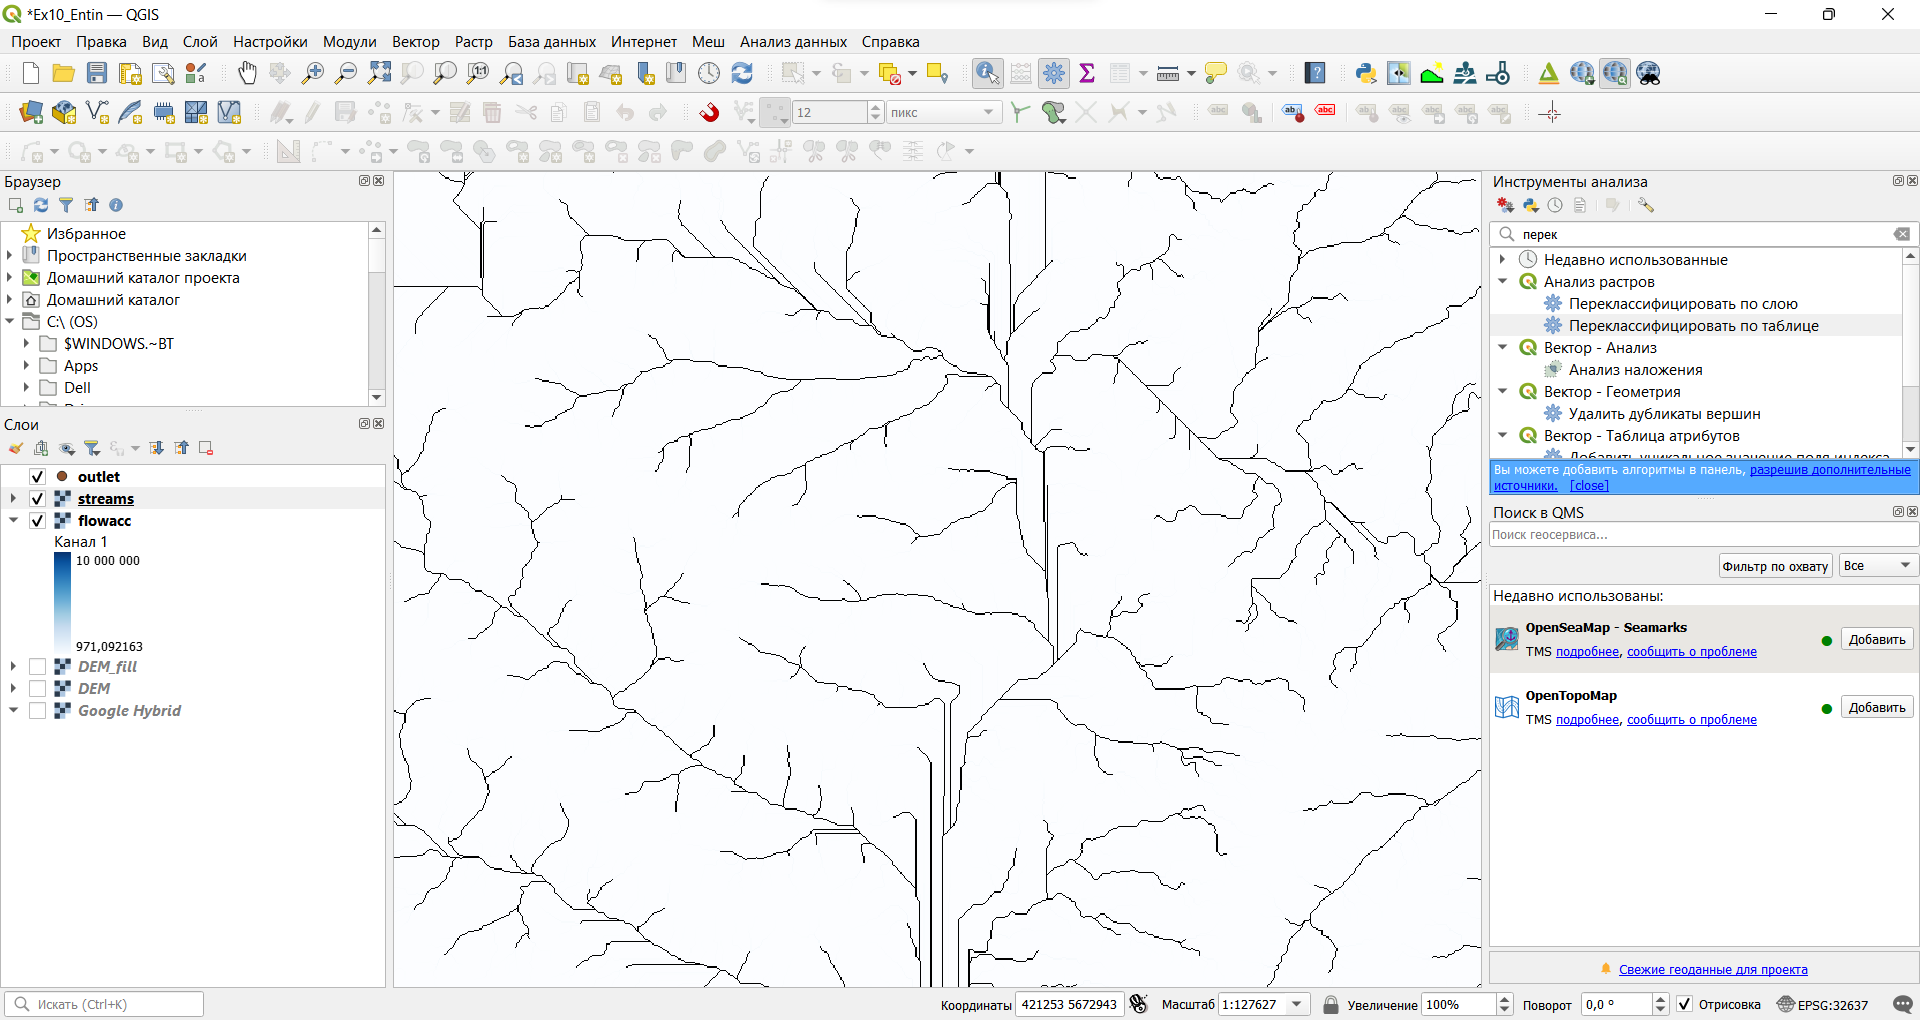 *Ex10_Entin — QGIS
Проект Правка Вид Слой Настройки Модули Вектор Растр База данных Интернет Меш Анализ данных Справка
12 пикс
Браузер
Избранное
Пространственные закладки
Домашний каталог проекта
Домашний каталог
C:\ (OS)
$WINDOWS.~BT
Apps
Dell
Слои
outlet
streams
flowacc
Канал 1
10 000 000
971,092163
DEM_fill
DEM
Google Hybrid
Инструменты анализа
перек
Недавно использованные
Анализ растров
Переклассифицировать по слою
Переклассифицировать по таблице
Вектор - Анализ
Анализ наложения
Вектор - Геометрия
Удалить дубликаты вершин
Вектор - Таблица атрибутов
Добавить уникальное значение поля индекса
Вы можете добавить алгоритмы в панель, разрешив дополнительные
источники. [close]
Поиск в QMS
Поиск геосервиса...
Фильтр по охвату Все
Недавно использованы:
OpenSeaMap - Seamarks
TMS подробнее, сообщить о проблеме Добавить
OpenTopoMap
TMS подробнее, сообщить о проблеме Добавить
Свежие геоданные для проекта
Искать (Ctrl+K) Координаты 421253 5672943 Масштаб 1:127627 Увеличение 100% Поворот 0,0 ° Отрисовка EPSG:32637